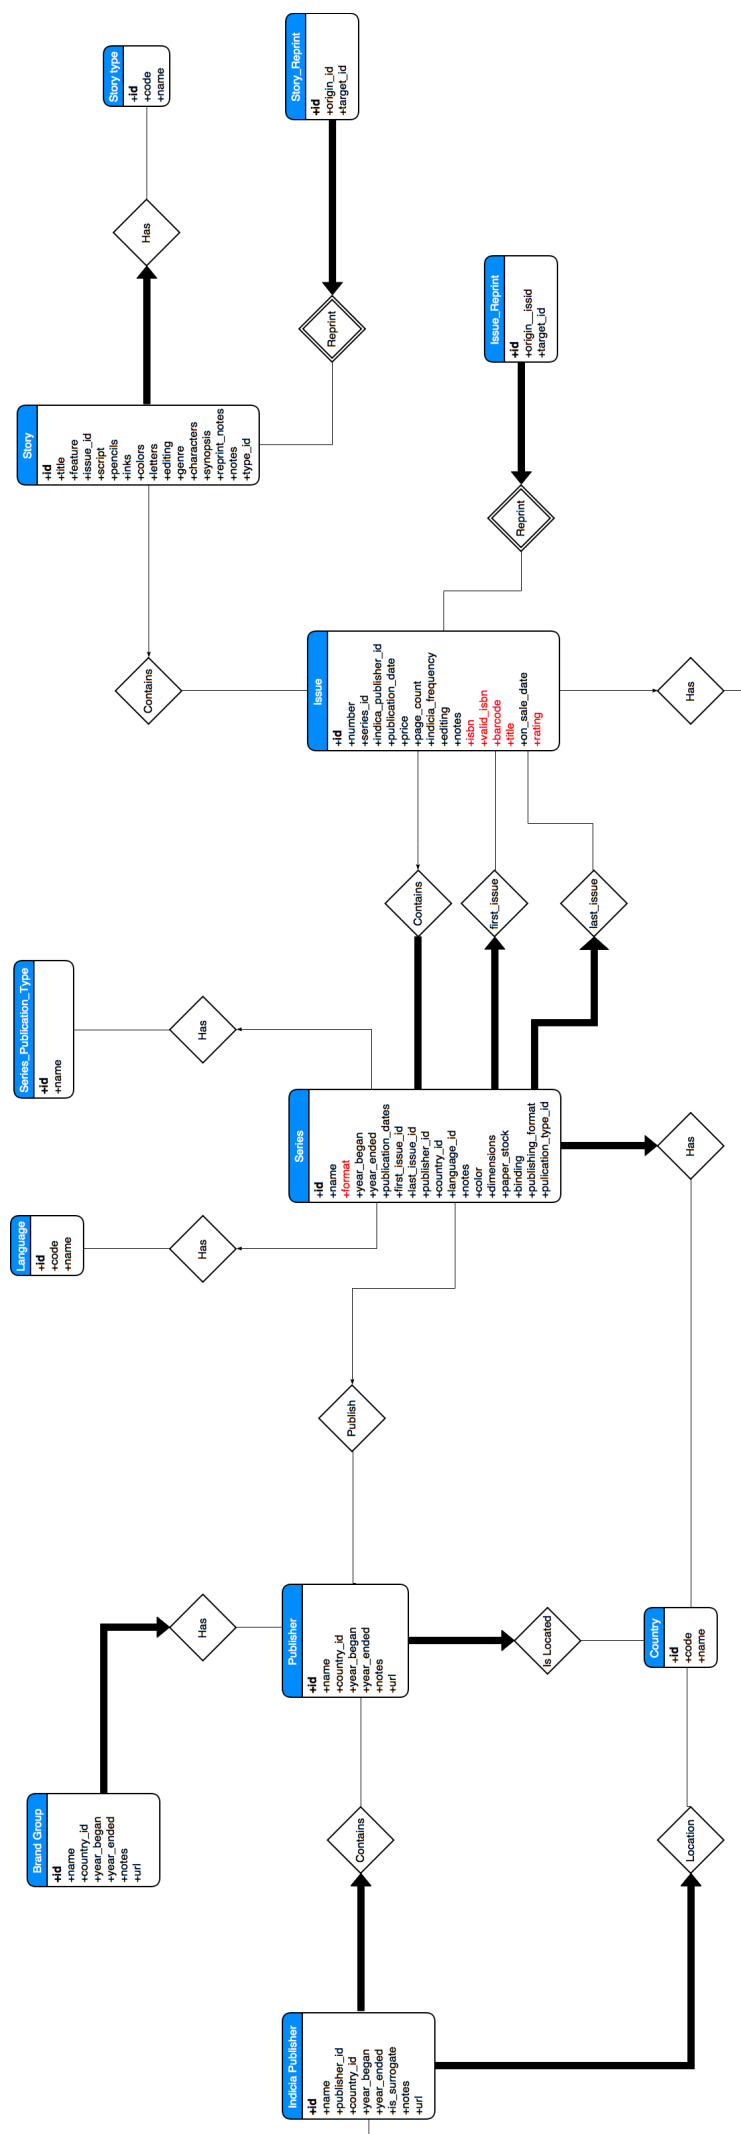 Story type
+id
+code
+name
Story_Reprint
+id
+origin_id
+target_id
Has
Reprint
Issue_Reprint
+id
+origin__issid
+target_id
Story
+id
+title
+feature
+issue_id
+script
+pencils
+inks
+colors
+letters
+editing
+genre
+characters
+synopsis
+reprint_notes
+notes
+type_id
Reprint
Contains
Issue
+id
+number
+series_id
+indica_publisher_id
+publication_date
+price
+page_count
+indicia_frequency
+editing
+notes
+isbn
+valid_isbn
+barcode
+title
+on_sale_date
+rating
Has
Contains
first_issue
last_issue
Series_Publication_Type
+id
+name
Has
Series
+id
+name
+format
+year_began
+year_ended
+publication_dates
+first_issue_id
+last_issue_id
+publisher_id
+country_id
+language_id
+notes
+color
+dimensions
+paper_stock
+binding
+publishing_format
+pulication_type_id
Has
Language
+id
+code
+name
Has
Publish
Has
Publisher
+id
+name
+country_id
+year_began
+year_ended
+notes
+url
Is Located
Country
+id
+code
+name
Brand Group
+id
+name
+country_id
+year_began
+year_ended
+notes
+url
Contains
Location
Indicia Publisher
+id
+name
+publisher_id
+country_id
+year_began
+year_ended
+is_surrogate
+notes
+url